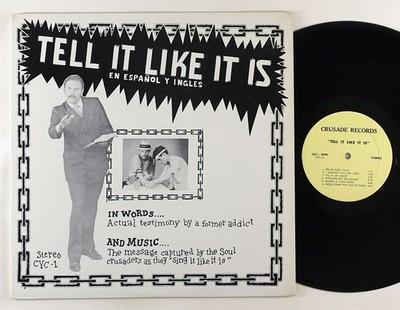 TELL IT LIKE IT IS
EN ESPAÑOL Y INGLES
IN WORDS....
Actual testimony by a former addict
AND MUSIC....
The message captured by the Soul
crusaders as they "sing it like it is"
Stereo
CYC-1
CRUSADE RECORDS
"TELL IT LIKE IT IS"
STEREO